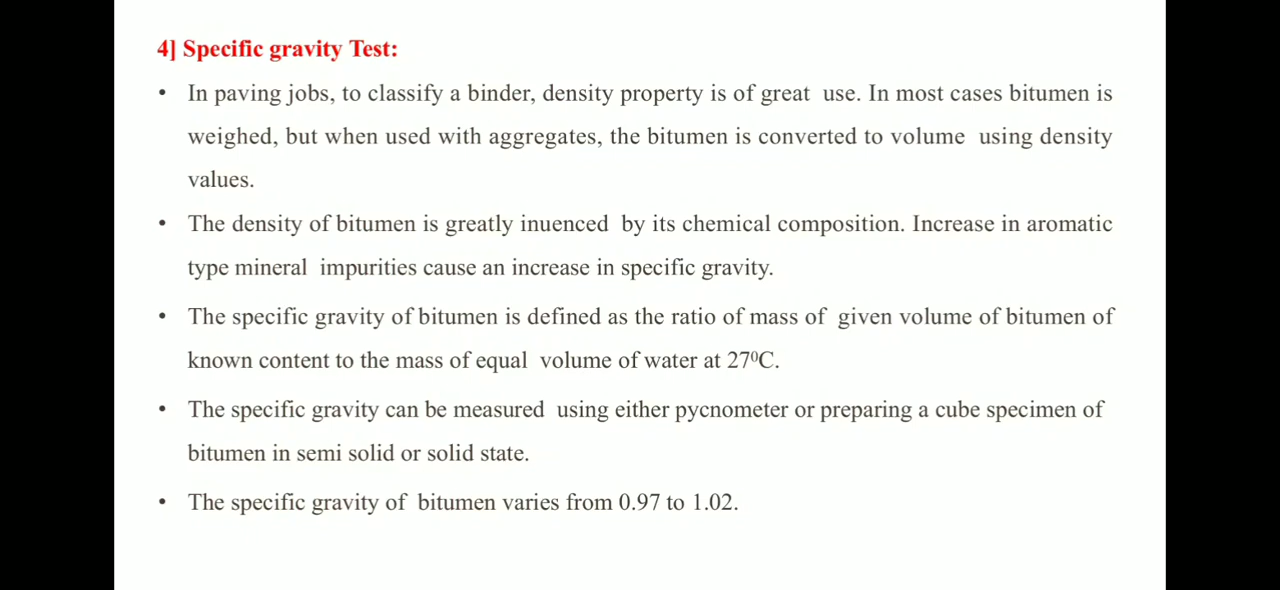 4] Specific gravity Test:
• In paving jobs, to classify a binder, density property is of great use. In most cases bitumen is
weighed, but when used with aggregates, the bitumen is converted to volume using density
values.
• The density of bitumen is greatly inuenced by its chemical composition. Increase in aromatic
type mineral impurities cause an increase in specific gravity.
• The specific gravity of bitumen is defined as the ratio of mass of given volume of bitumen of
known content to the mass of equal volume of water at 27⁰C.
• The specific gravity can be measured using either pycnometer or preparing a cube specimen of
bitumen in semi solid or solid state.
• The specific gravity of bitumen varies from 0.97 to 1.02.